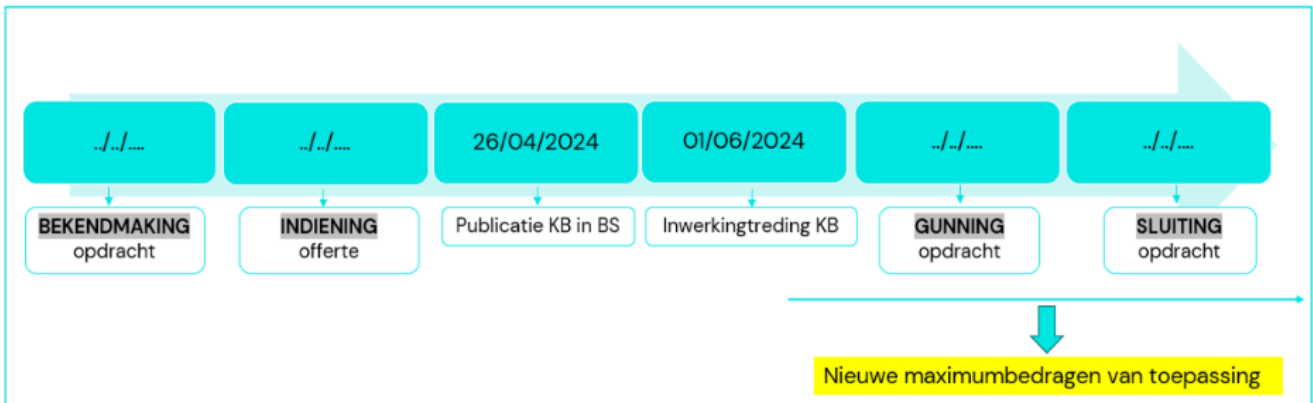 ../../....
../../....
26/04/2024
01/06/2024
../../....
../../....
BEKENDMAKING
opdracht
INDIENING
offerte
Publicatie KB in BS
Inwerkingtreding KB
GUNNING
opdracht
SLUITING
opdracht
Nieuwe maximumbedragen van toepassing